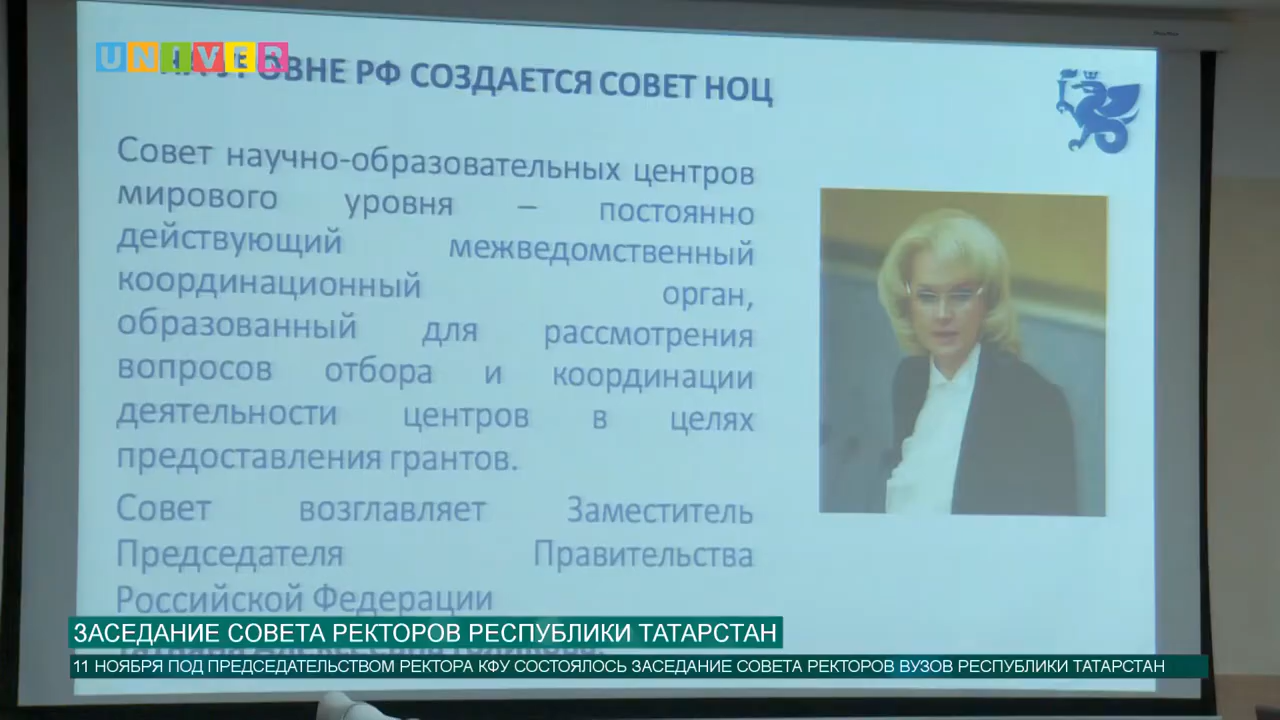 UNIVER
НА УРОВНЕ РФ СОЗДАЕТСЯ СОВЕТ НОЦ
Совет научно-образовательных центров
мирового уровня – постоянно
действующий межведомственный
координационный орган,
образованный для рассмотрения
вопросов отбора и координации
деятельности центров в целях
предоставления грантов.
Совет возглавляет Заместитель
Председателя Правительства
Российской Федерации
ЗАСЕДАНИЕ СОВЕТА РЕКТОРОВ РЕСПУБЛИКИ ТАТАРСТАН
11 НОЯБРЯ ПОД ПРЕДСЕДАТЕЛЬСТВОМ РЕКТОРА КФУ СОСТОЯЛОСЬ ЗАСЕДАНИЕ СОВЕТА РЕКТОРОВ ВУЗОВ РЕСПУБЛИКИ ТАТАРСТАН